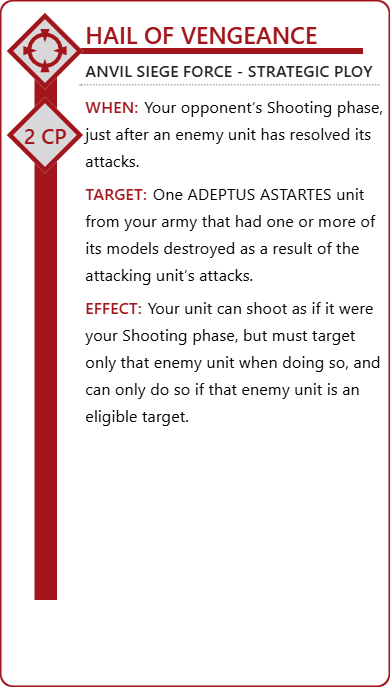 HAIL OF VENGEANCE
ANVIL SIEGE FORCE - STRATEGIC PLOY
2 CP
WHEN: Your opponent’s Shooting phase,
just after an enemy unit has resolved its
attacks.
TARGET: One ADEPTUS ASTARTES unit
from your army that had one or more of
its models destroyed as a result of the
attacking unit’s attacks.
EFFECT: Your unit can shoot as if it were
your Shooting phase, but must target
only that enemy unit when doing so, and
can only do so if that enemy unit is an
eligible target.